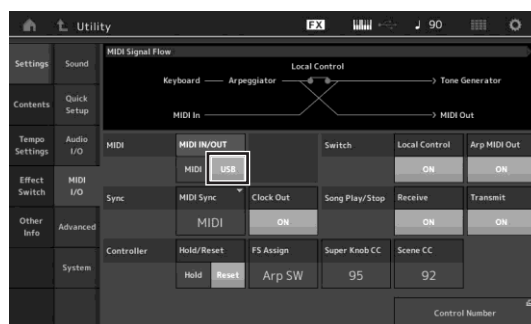 Utility FX 90
Settings Sound
MIDI Signal Flow
Local Control
Keyboard Arpeggiator Tone Generator
MIDI In MIDI Out
Contents Quick Setup
Tempo Settings Audio I/O
MIDI MIDI IN/OUT MIDI USB
Switch Local Control ON Arp MIDI Out ON
Effect Switch MIDI I/O
Sync MIDI Sync MIDI Clock Out ON
Song Play/Stop Receive ON Transmit ON
Other Info Advanced
Controller Hold/Reset Hold Reset FS Assign Arp SW
Super Knob CC 95 Scene CC 92
System
Control Number